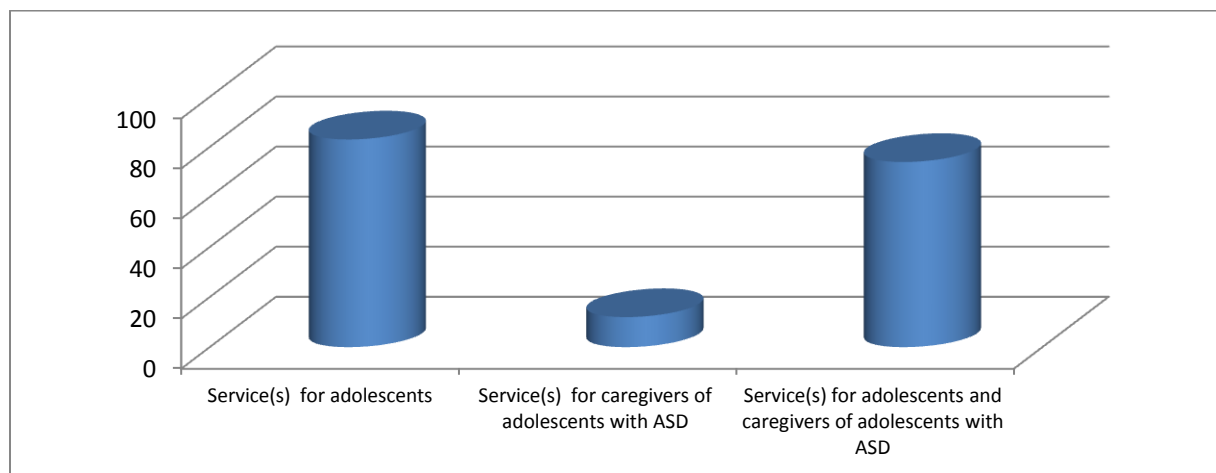 100
80
60
40
20
0
Service(s) for adolescents
Service(s) for caregivers of
adolescents with ASD
Service(s) for adolescents and
caregivers of adolescents with
ASD